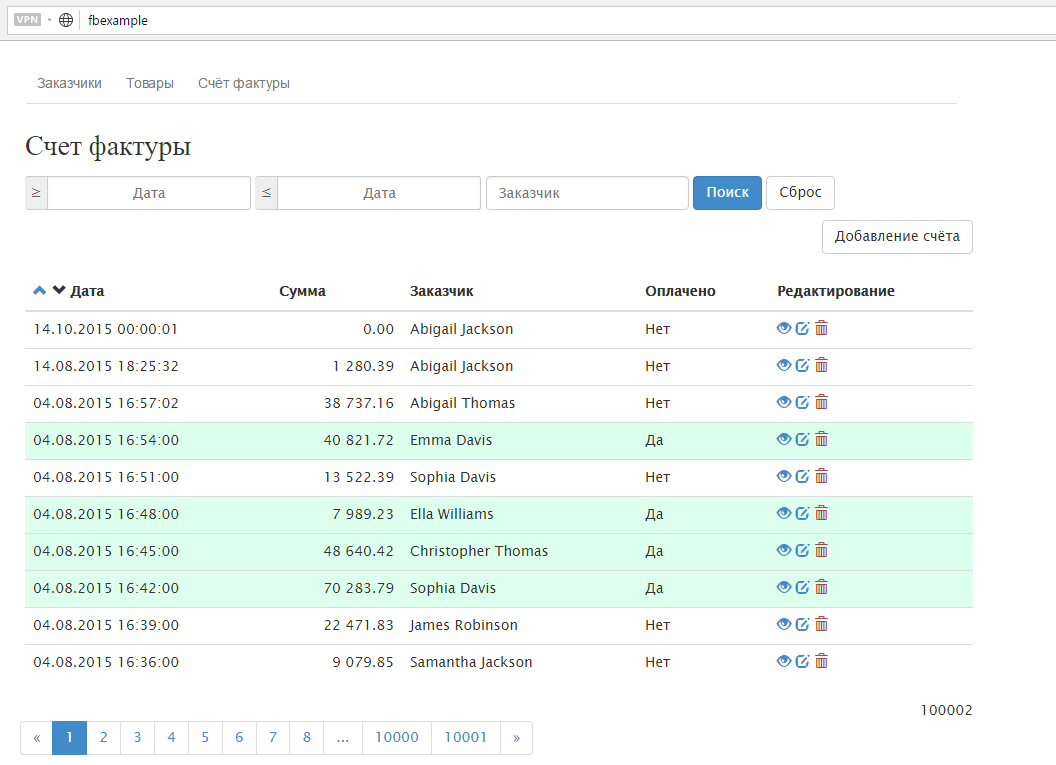 VPN fbexample
Заказчики Товары Счёт фактуры
Счет фактуры
≥ Дата ≤ Дата Заказчик Поиск Сброс
Добавление счёта
Дата Сумма Заказчик Оплачено Редактирование
14.10.2015 00:00:01 0.00 Abigail Jackson Нет
14.08.2015 18:25:32 1 280.39 Abigail Jackson Нет
04.08.2015 16:57:02 38 737.16 Abigail Thomas Нет
04.08.2015 16:54:00 40 821.72 Emma Davis Да
04.08.2015 16:51:00 13 522.39 Sophia Davis Нет
04.08.2015 16:48:00 7 989.23 Ella Williams Да
04.08.2015 16:45:00 48 640.42 Christopher Thomas Да
04.08.2015 16:42:00 70 283.79 Sophia Davis Да
04.08.2015 16:39:00 22 471.83 James Robinson Нет
04.08.2015 16:36:00 9 079.85 Samantha Jackson Нет
100002
« 1 2 3 4 5 6 7 8 ... 10000 10001 »